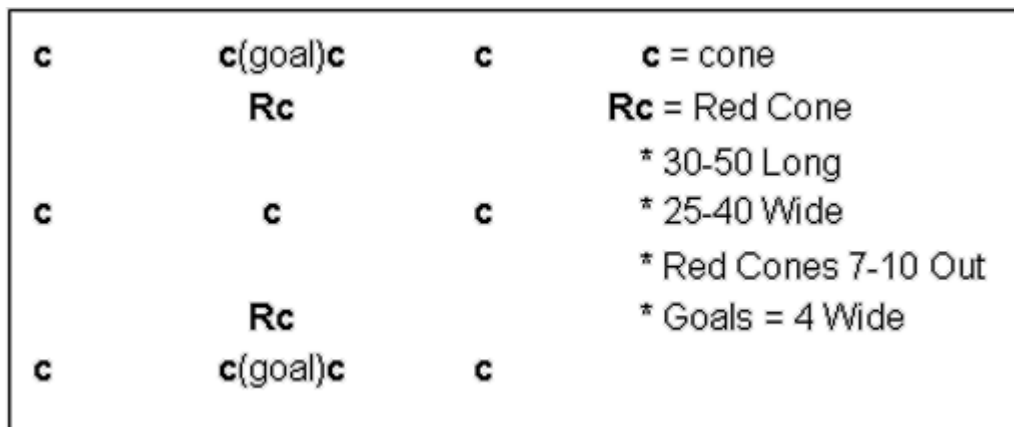 c c(goal)c c c = cone
Rc Rc = Red Cone
* 30-50 Long
c c c * 25-40 Wide
* Red Cones 7-10 Out
Rc * Goals = 4 Wide
c c(goal)c c